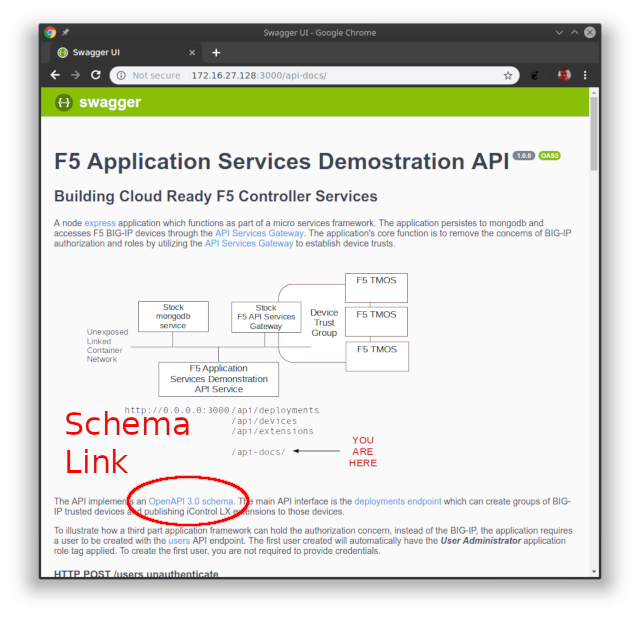 Swagger UI - Google Chrome
Swagger UI
Not secure 172.16.27.128:3000/api-docs/
swagger
F5 Application Services Demostration API 1.0.0 OAS3
Building Cloud Ready F5 Controller Services
A node express application which functions as part of a micro services framework. The application persistes to mongodb and
accesses F5 BIG-IP devices through the API Services Gateway. The application's core function is to remove the concerns of BIG-IP
authorization and roles by utilizing the API Services Gateway to establish device trusts.
F5 TMOS
Stock
mongodb
service
Stock
F5 API Services
Gateway
Device
Trust
Group
F5 TMOS
Unexposed
Linked
Container
Network
F5 TMOS
F5 Application
Services Demonstration
API Service
http://0.0.0.0:3000/api/deployments
/api/devices
/api/extensions
/api-docs/
YOU
ARE
HERE
Schema
Link
The API implements an OpenAPI 3.0 schema. The main API interface is the deployments endpoint which can create groups of BIG-
IP trusted devices and publishing iControl LX extensions to those devices.
To illustrate how a third part application framework can hold the authorization concern, instead of the BIG-IP, the application requires
a user to be created with the users API endpoint. The first user created will automatically have the User Administrator application
role tag applied. To create the first user, you are not required to provide credentials.
HTTP POST /users unauthenticate